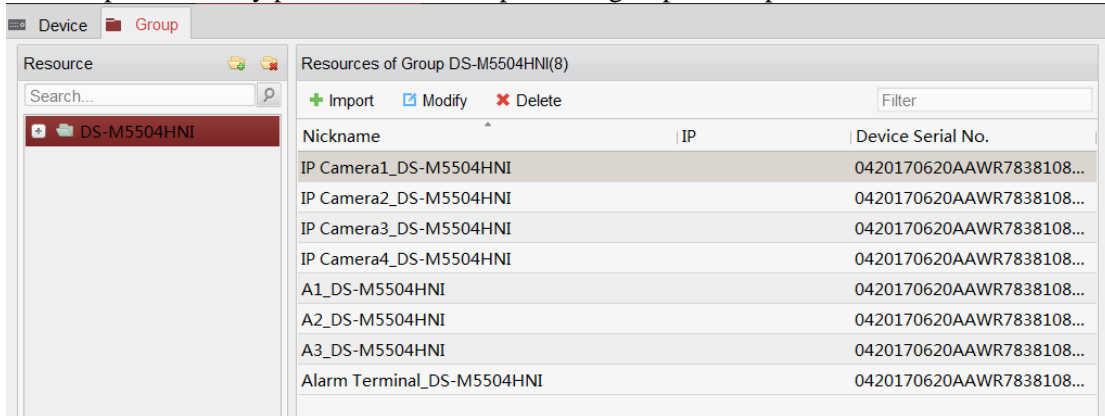 Device Group
Resource
Search...
DS-M5504HNI
Resources of Group DS-M5504HNI(8)
Import Modify Delete Filter
Nickname IP Device Serial No.
IP Camera1_DS-M5504HNI 0420170620AAWR7838108...
IP Camera2_DS-M5504HNI 0420170620AAWR7838108...
IP Camera3_DS-M5504HNI 0420170620AAWR7838108...
IP Camera4_DS-M5504HNI 0420170620AAWR7838108...
A1_DS-M5504HNI 0420170620AAWR7838108...
A2_DS-M5504HNI 0420170620AAWR7838108...
A3_DS-M5504HNI 0420170620AAWR7838108...
Alarm Terminal_DS-M5504HNI 0420170620AAWR7838108...